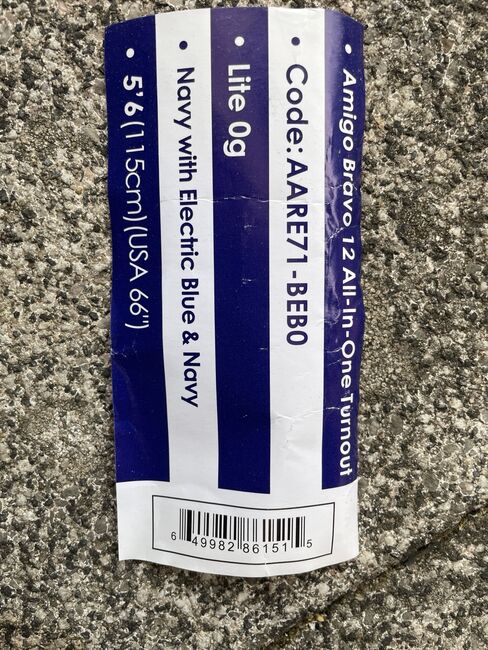 • Amigo Bravo 12 All-In-One Turnout
• Code: AARE71-BEB0
• Lite 0g
• Navy with Electric Blue & Navy
• 5'6 (115cm) (USA 66")
6 49982 86151 5